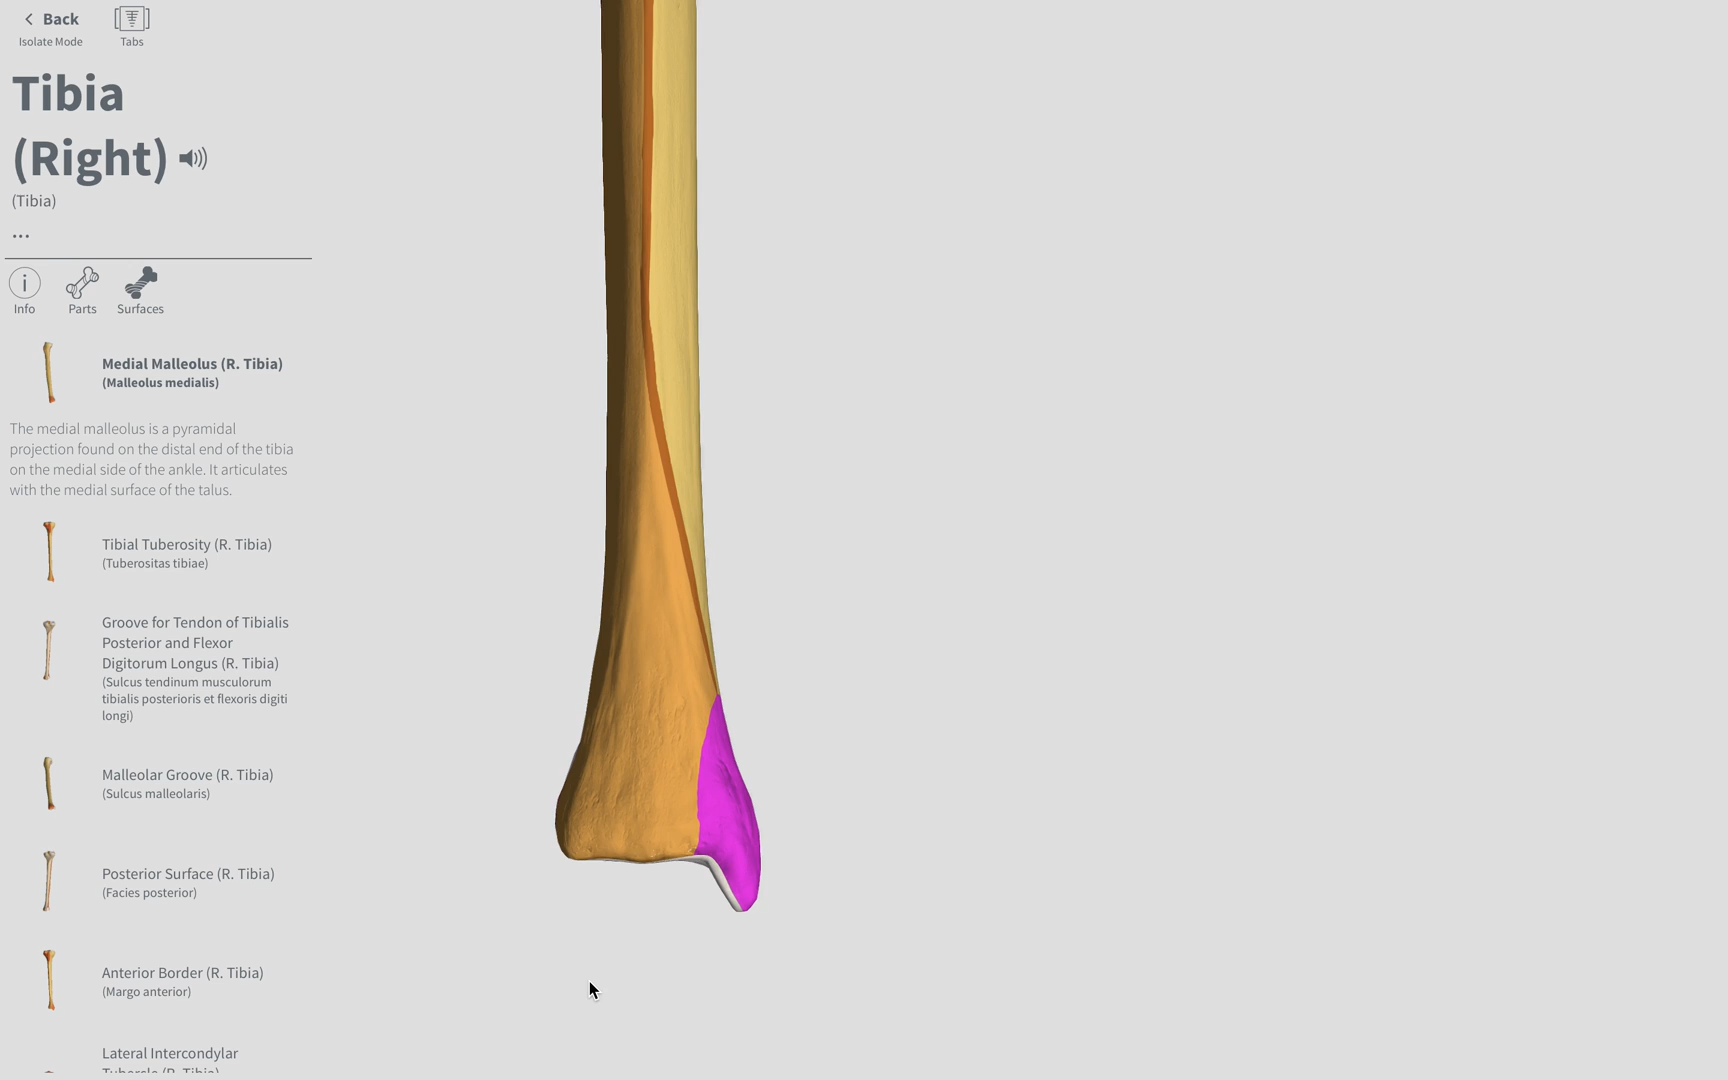 Back
Isolate Mode
Tabs
Tibia
(Right)
(Tibia)
...
Info
Parts
Surfaces
Medial Malleolus (R. Tibia)
(Malleolus medialis)
The medial malleolus is a pyramidal
projection found on the distal end of the tibia
on the medial side of the ankle. It articulates
with the medial surface of the talus.
Tibial Tuberosity (R. Tibia)
(Tuberositas tibiae)
Groove for Tendon of Tibialis
Posterior and Flexor
Digitorum Longus (R. Tibia)
(Sulcus tendinum musculorum
tibialis posterioris et flexoris digiti
longi)
Malleolar Groove (R. Tibia)
(Sulcus malleolaris)
Posterior Surface (R. Tibia)
(Facies posterior)
Anterior Border (R. Tibia)
(Margo anterior)
Lateral Intercondylar
Tubercle (R. Tibia)